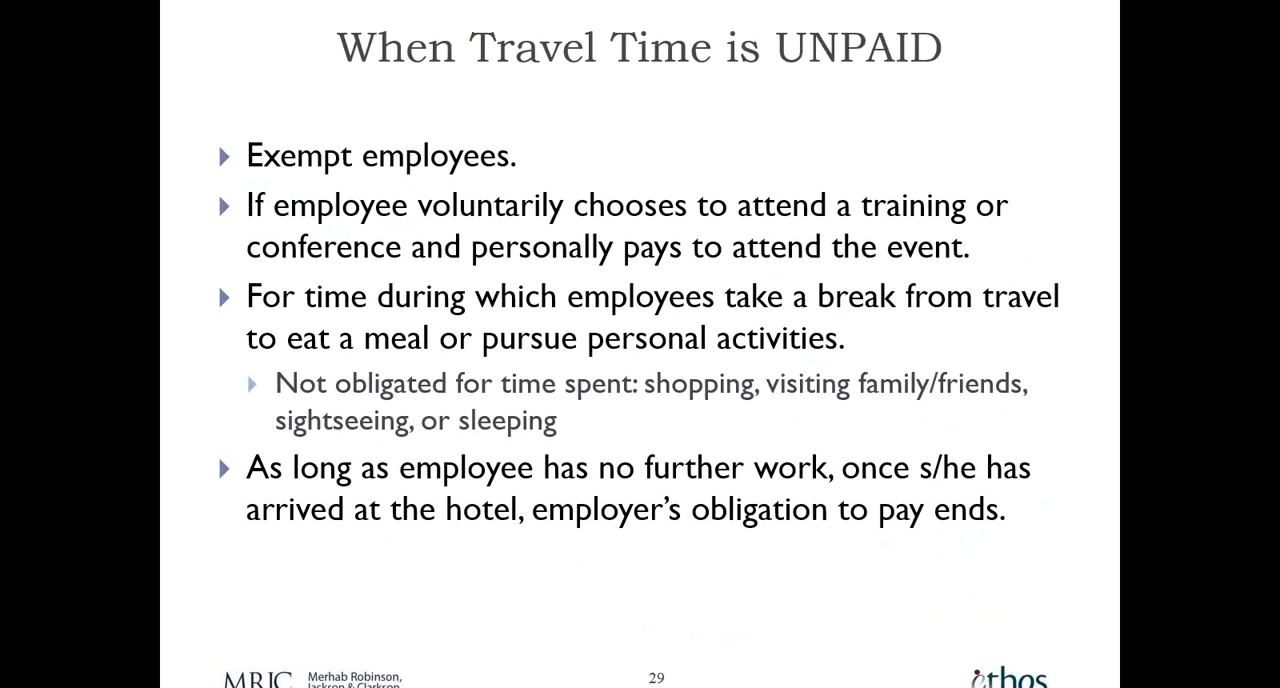 When Travel Time is UNPAID
Exempt employees.
If employee voluntarily chooses to attend a training or
conference and personally pays to attend the event.
For time during which employees take a break from travel
to eat a meal or pursue personal activities.
Not obligated for time spent: shopping, visiting family/friends,
sightseeing, or sleeping
As long as employee has no further work, once s/he has
arrived at the hotel, employer's obligation to pay ends.
MRJC
Merhab Robinson,
Jackson & Clarkson
29
ethos